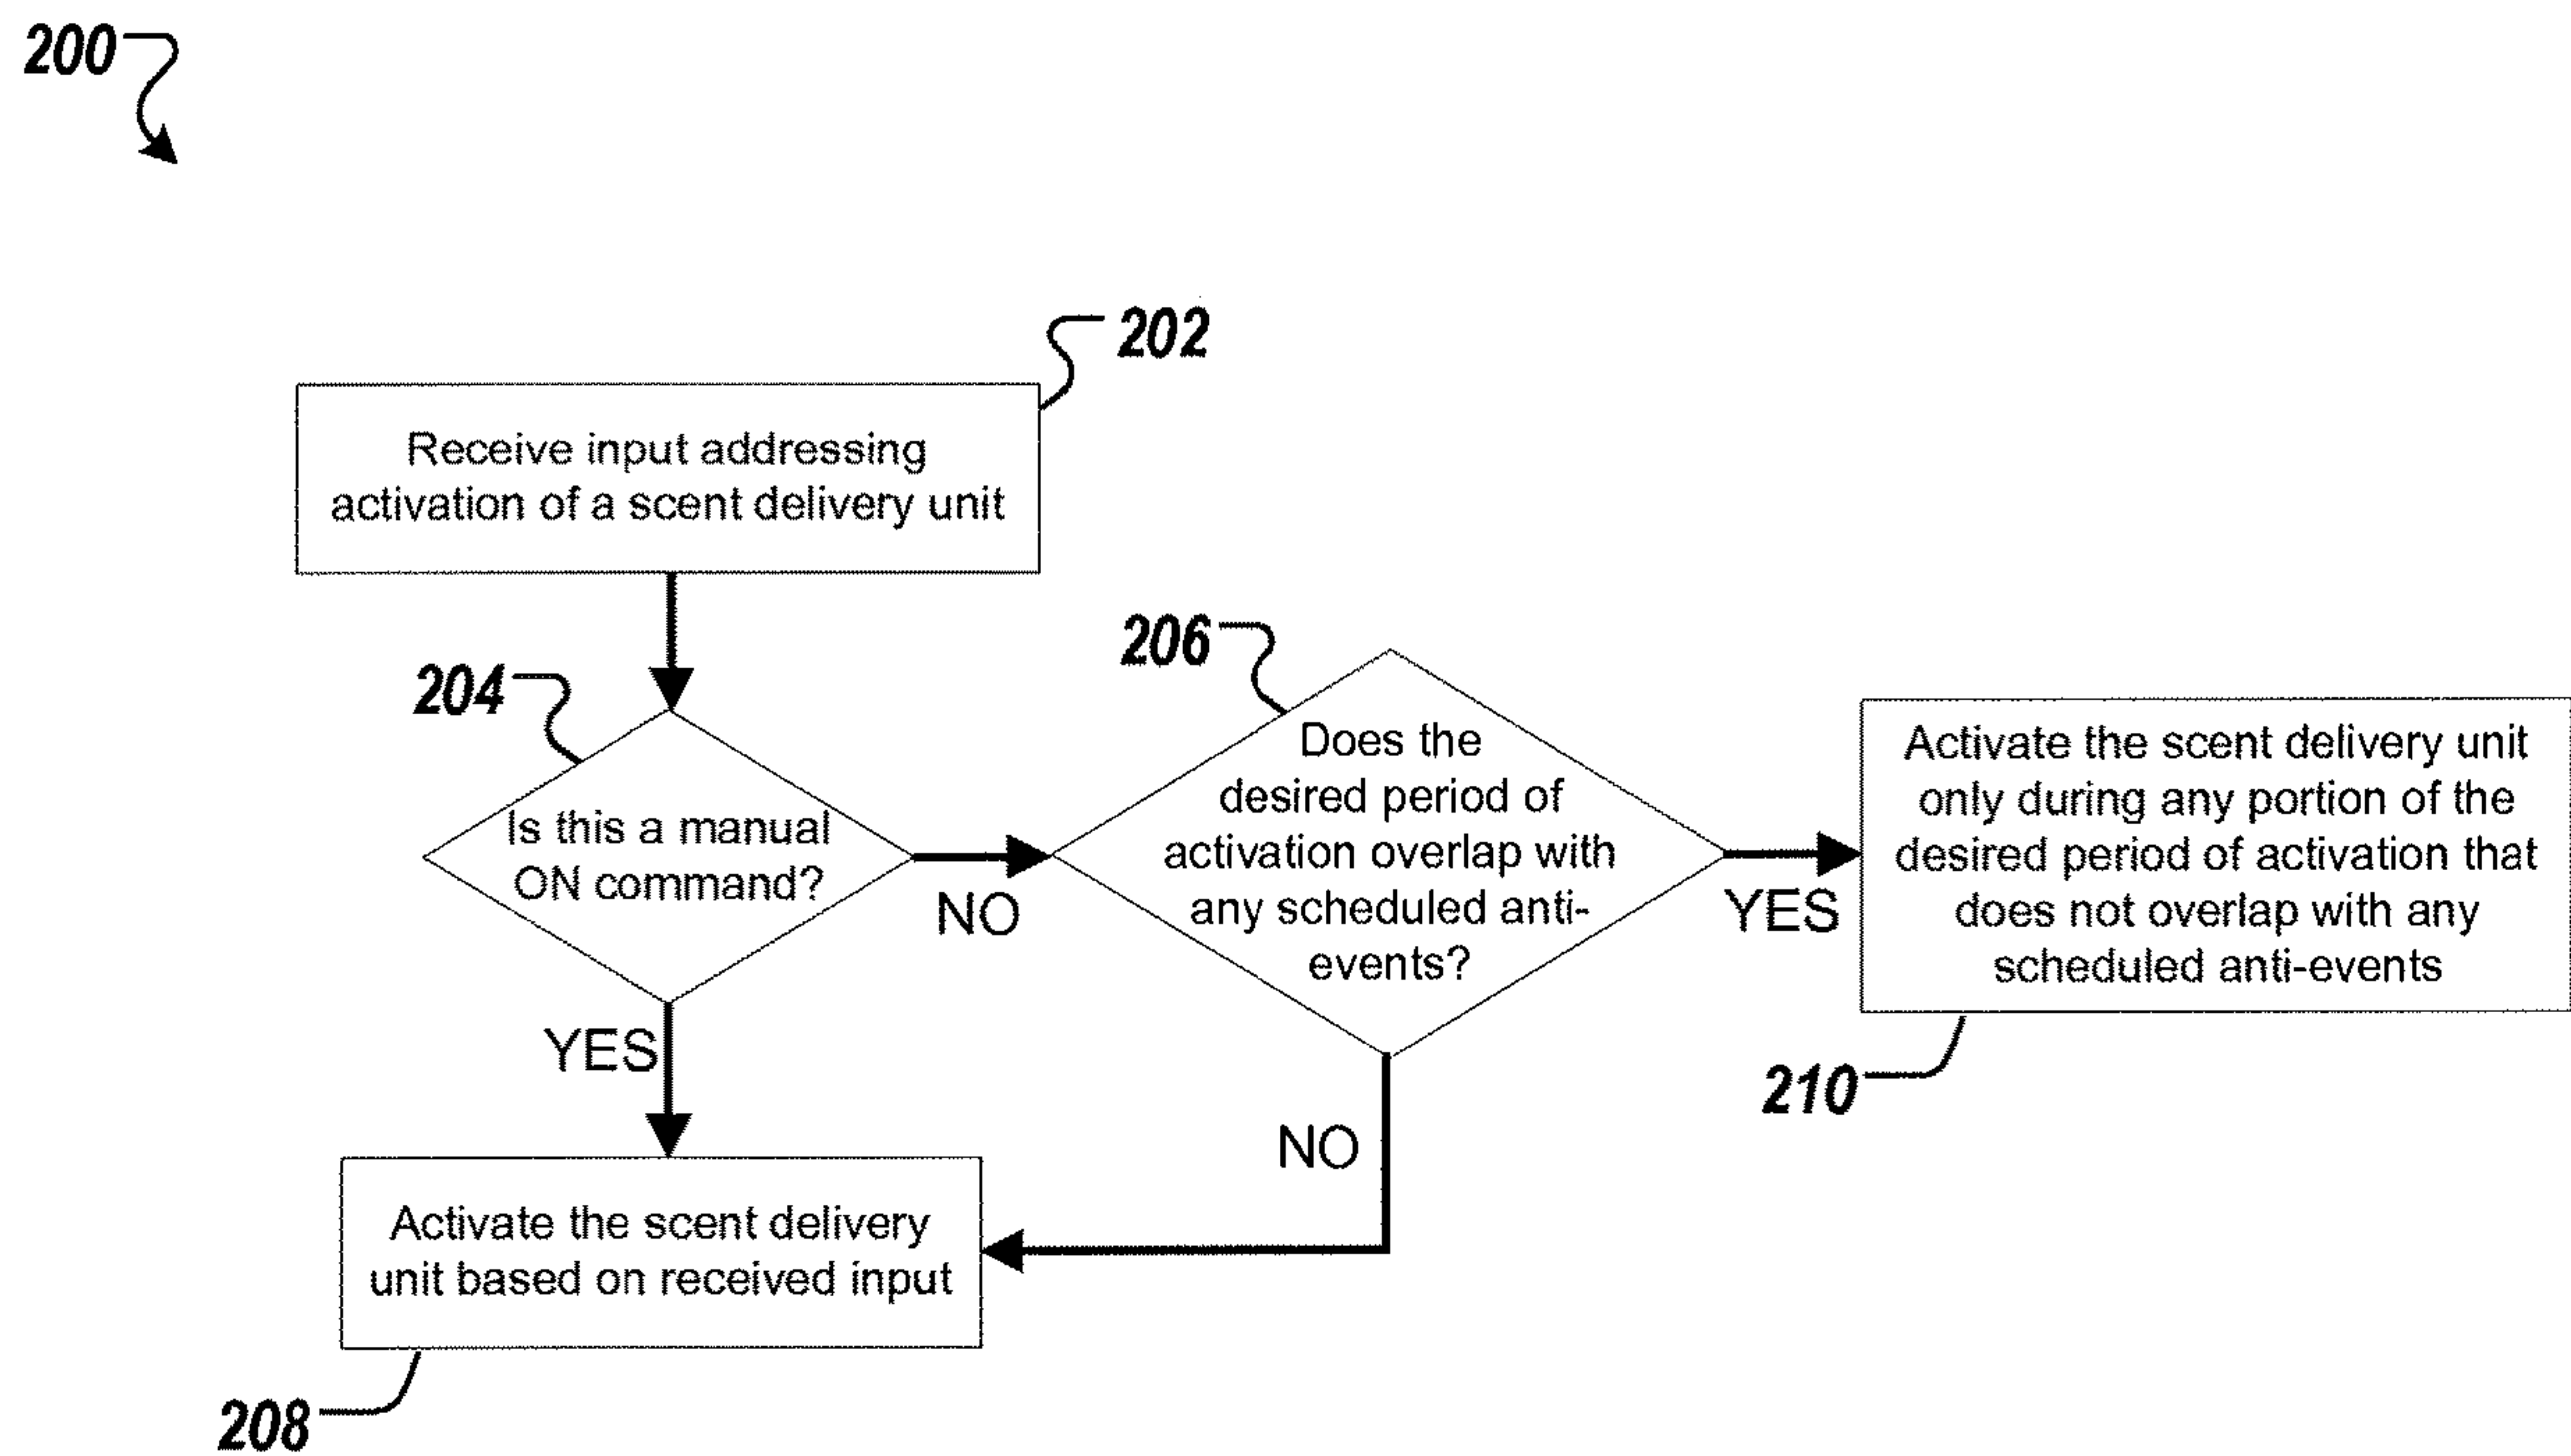 200
202
Receive input addressing
activation of a scent delivery unit
204
Is this a manual
ON command?
NO
YES
206
Does the
desired period of
activation overlap with
any scheduled anti-
events?
YES
NO
Activate the scent delivery unit
only during any portion of the
desired period of activation that
does not overlap with any
scheduled anti-events
210
Activate the scent delivery
unit based on received input
208